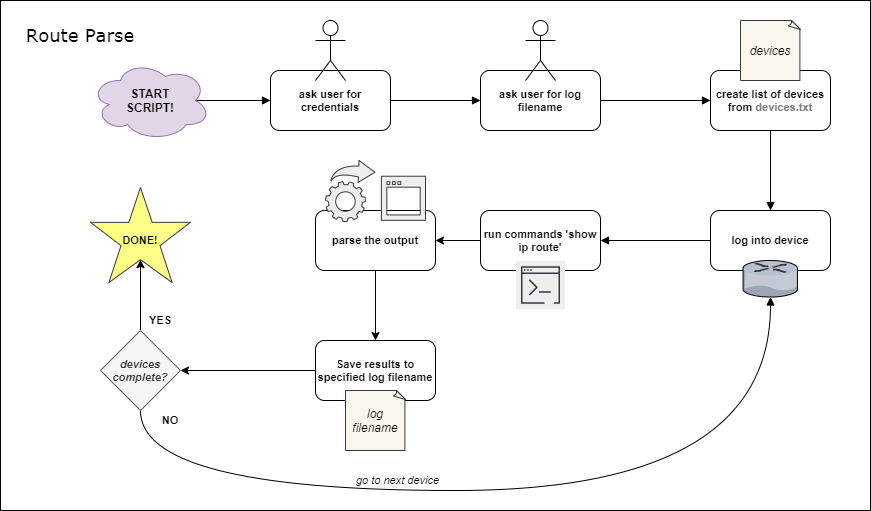 Route Parse
START
SCRIPT!
ask user for
credentials
ask user for log
filename
devices
create list of devices
from devices.txt
log into device
run commands 'show
ip route'
>_
parse the output
Save results to
specified log filename
log
filename
devices
complete?
YES
DONE!
NO
go to next device